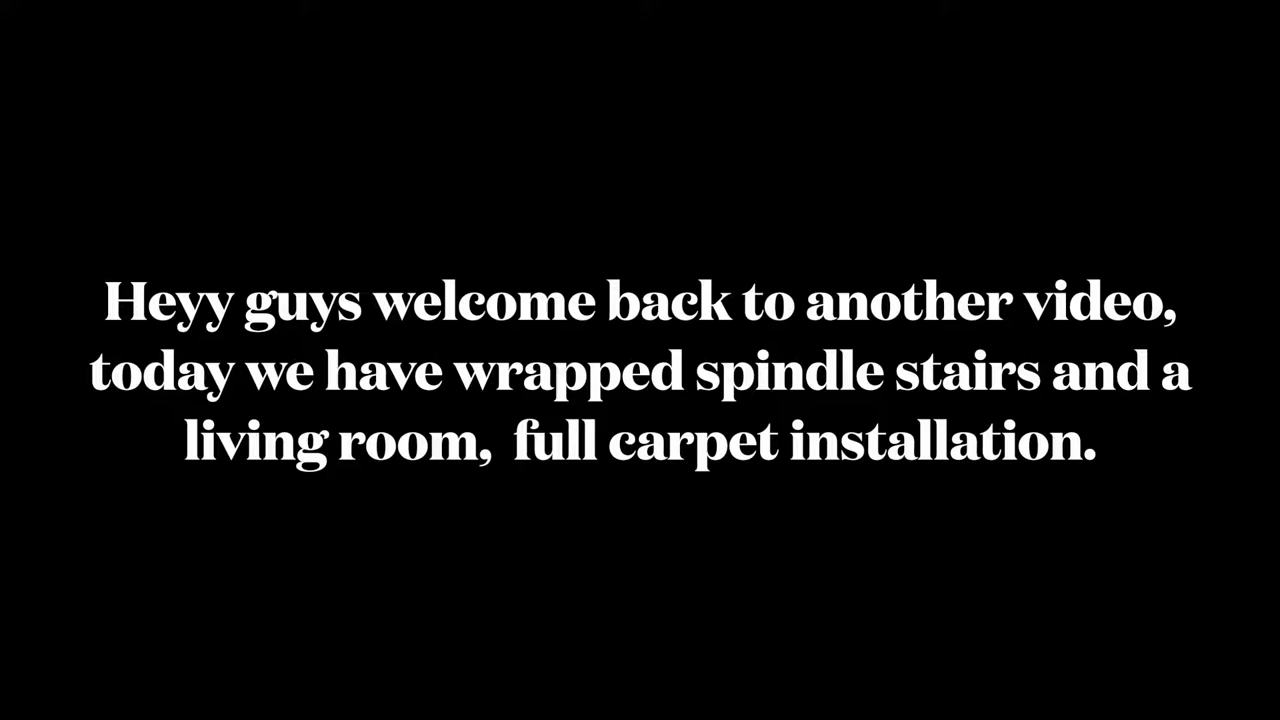 Heyy guys welcome back to another video,
today we have wrapped spindle stairs and a
living room,  full carpet installation.